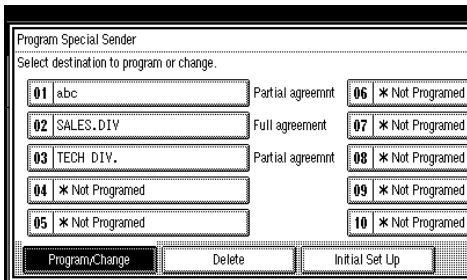 Program Special Sender
Select destination to program or change.
01 abc Partial agreemnt 06 ✱ Not Programed
02 SALES.DIV Full agreement 07 ✱ Not Programed
03 TECH DIV. Partial agreemnt 08 ✱ Not Programed
04 ✱ Not Programed 09 ✱ Not Programed
05 ✱ Not Programed 10 ✱ Not Programed
Program/Change Delete Initial Set Up